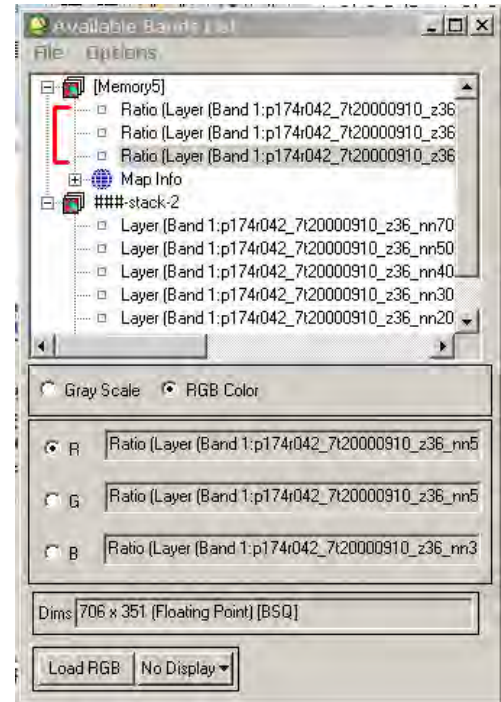 Available Bands List
File Options
[Memory5]
Ratio (Layer (Band 1:p174r042_7t20000910_z36
Ratio (Layer (Band 1:p174r042_7t20000910_z36
Ratio (Layer (Band 1:p174r042_7t20000910_z36
Map Info
###-stack-2
Layer (Band 1:p174r042_7t20000910_z36_nn70
Layer (Band 1:p174r042_7t20000910_z36_nn50
Layer (Band 1:p174r042_7t20000910_z36_nn40
Layer (Band 1:p174r042_7t20000910_z36_nn30
Layer (Band 1:p174r042_7t20000910_z36_nn20
Gray Scale RGB Color
R Ratio (Layer (Band 1:p174r042_7t20000910_z36_nn5
G Ratio (Layer (Band 1:p174r042_7t20000910_z36_nn5
B Ratio (Layer (Band 1:p174r042_7t20000910_z36_nn3
Dims 706 x 351 (Floating Point) [BSQ]
Load RGB No Display